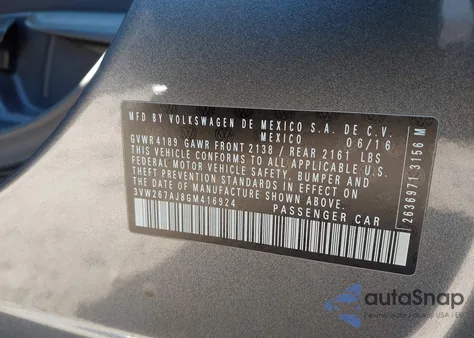 MFD BY VOLKSWAGEN DE MEXICO S.A. DE C.V.
MEXICO 06/16
GVWR4189 GAWR FRONT 2138 / REAR 2161 LBS
THIS VEHICLE CONFORMS TO ALL APPLICABLE U.S.
FEDERAL MOTOR VEHICLE SAFETY, BUMPER AND
THEFT PREVENTION STANDARDS IN EFFECT ON
THE DATE OF MANUFACTURE SHOWN ABOVE.
3VW267AJ8GM416924 PASSENGER CAR
2636971 3156 M
autoSnap